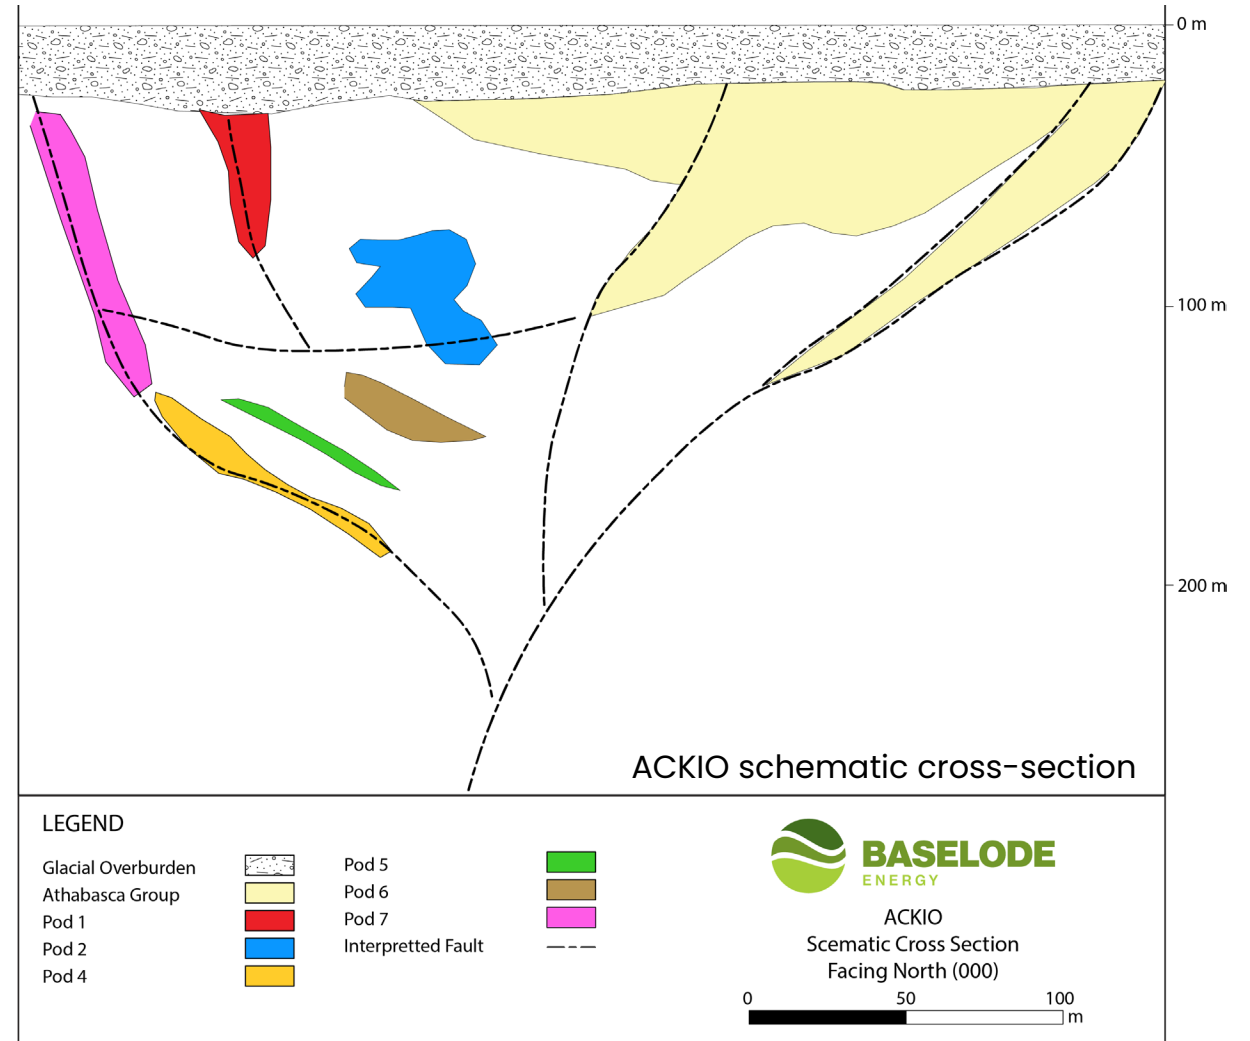 0 m
100 m
200 m
ACKIO schematic cross-section
LEGEND
Glacial Overburden
Athabasca Group
Pod 1
Pod 2
Pod 4
Pod 5
Pod 6
Pod 7
Interpretted Fault
BASELODE
ENERGY
ACKIO
Scematic Cross Section
Facing North (000)
0 50 100
m